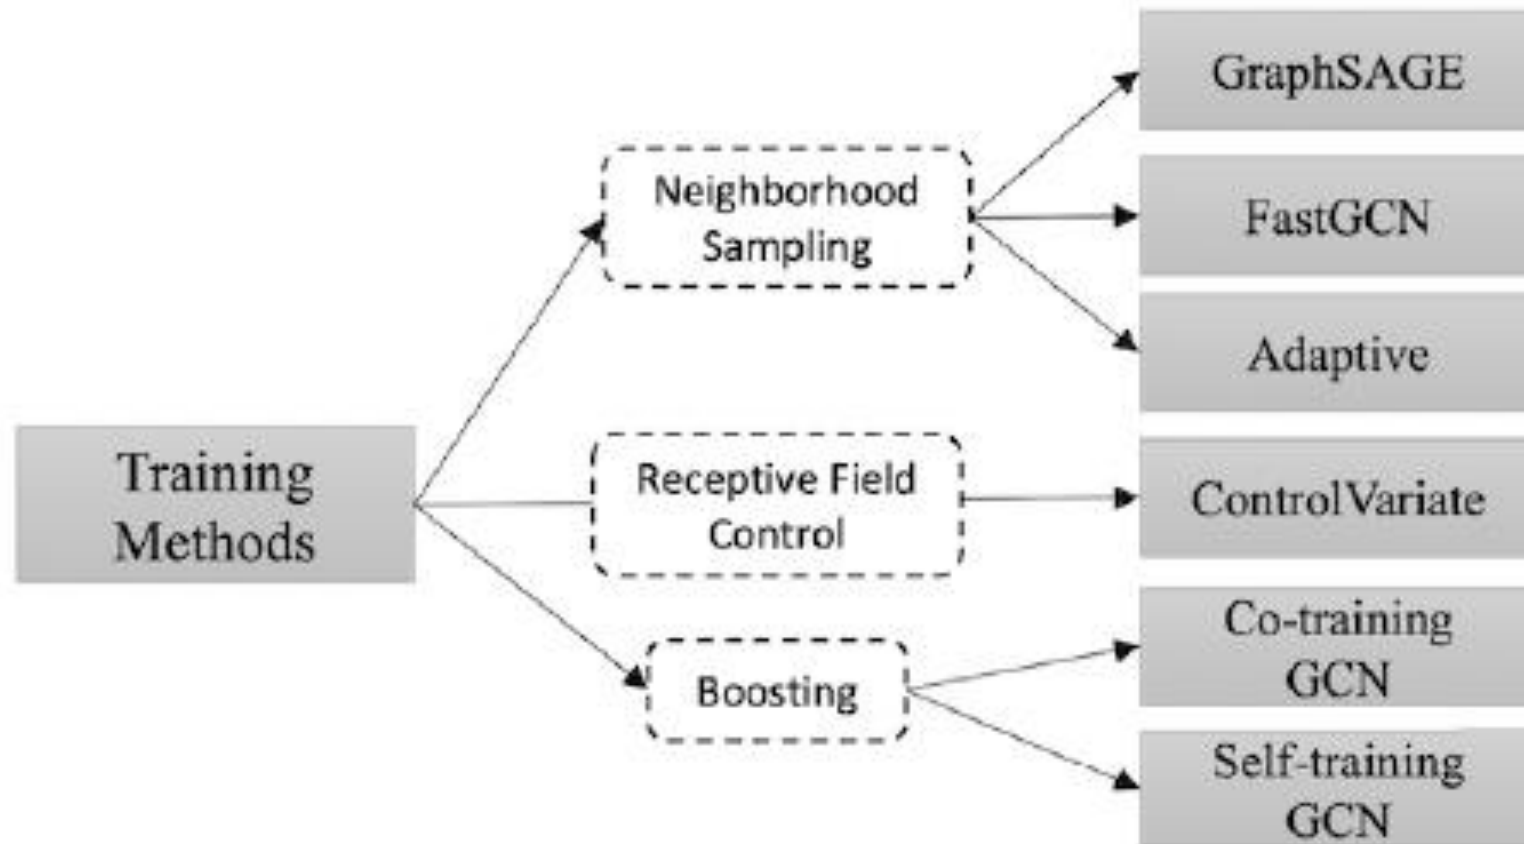 GraphSAGE
Neighborhood
Sampling
FastGCN
Adaptive
Training
Methods
Receptive Field
Control
ControlVariate
Boosting
Co-training
GCN
Self-training
GCN